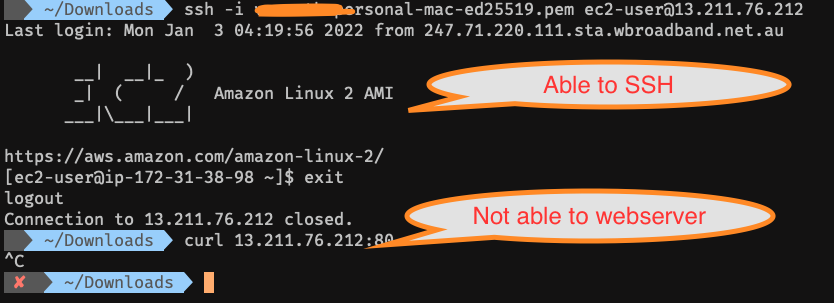 ~/Downloads ssh -i personal-mac-ed25519.pem ec2-user@13.211.76.212
Last login: Mon Jan  3 04:19:56 2022 from 247.71.220.111.sta.wbroadband.net.au
__|  __|_  )
_|  (     /   Amazon Linux 2 AMI
___|\___|___|
Able to SSH
https://aws.amazon.com/amazon-linux-2/
[ec2-user@ip-172-31-38-98 ~]$ exit
logout
Connection to 13.211.76.212 closed.
Not able to webserver
~/Downloads curl 13.211.76.212:80
^C
✘ ~/Downloads